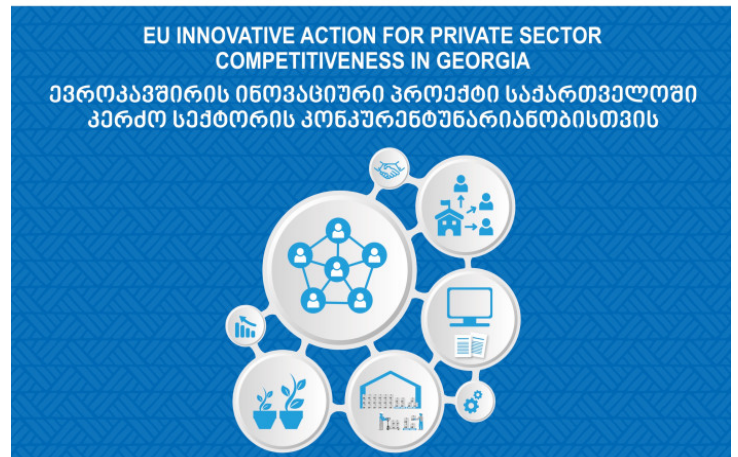 EU INNOVATIVE ACTION FOR PRIVATE SECTOR
COMPETITIVENESS IN GEORGIA
ევროკავშირის ინოვაციური პროექტი საქართველოში
კერძო სექტორის კონკურენტუნარიანობისთვის